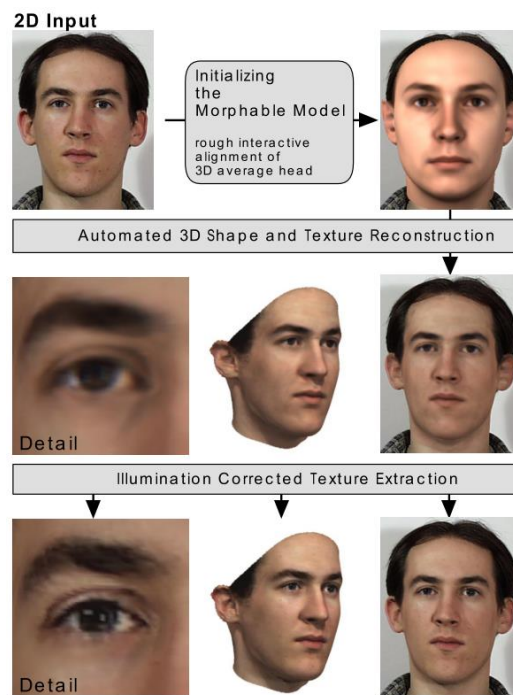 2D Input
Initializing
the
Morphable Model
rough interactive
alignment of
3D average head
Automated 3D Shape and Texture Reconstruction
Detail
Illumination Corrected Texture Extraction
Detail